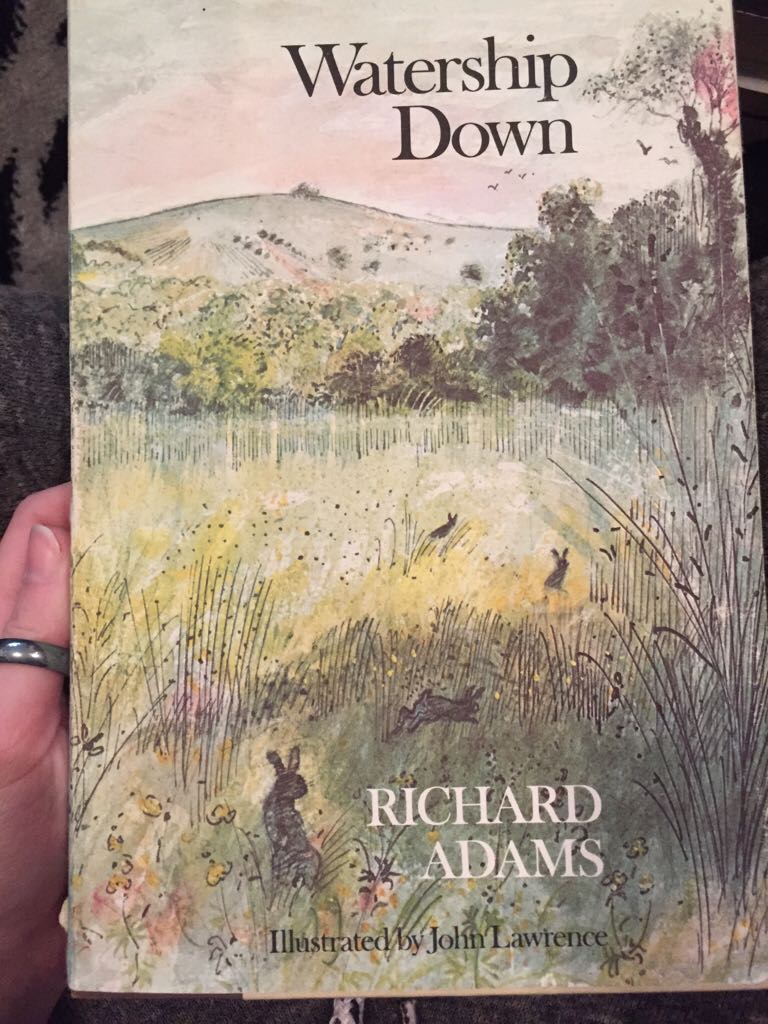 Watership
Down
RICHARD
ADAMS
Illustrated by John Lawrence